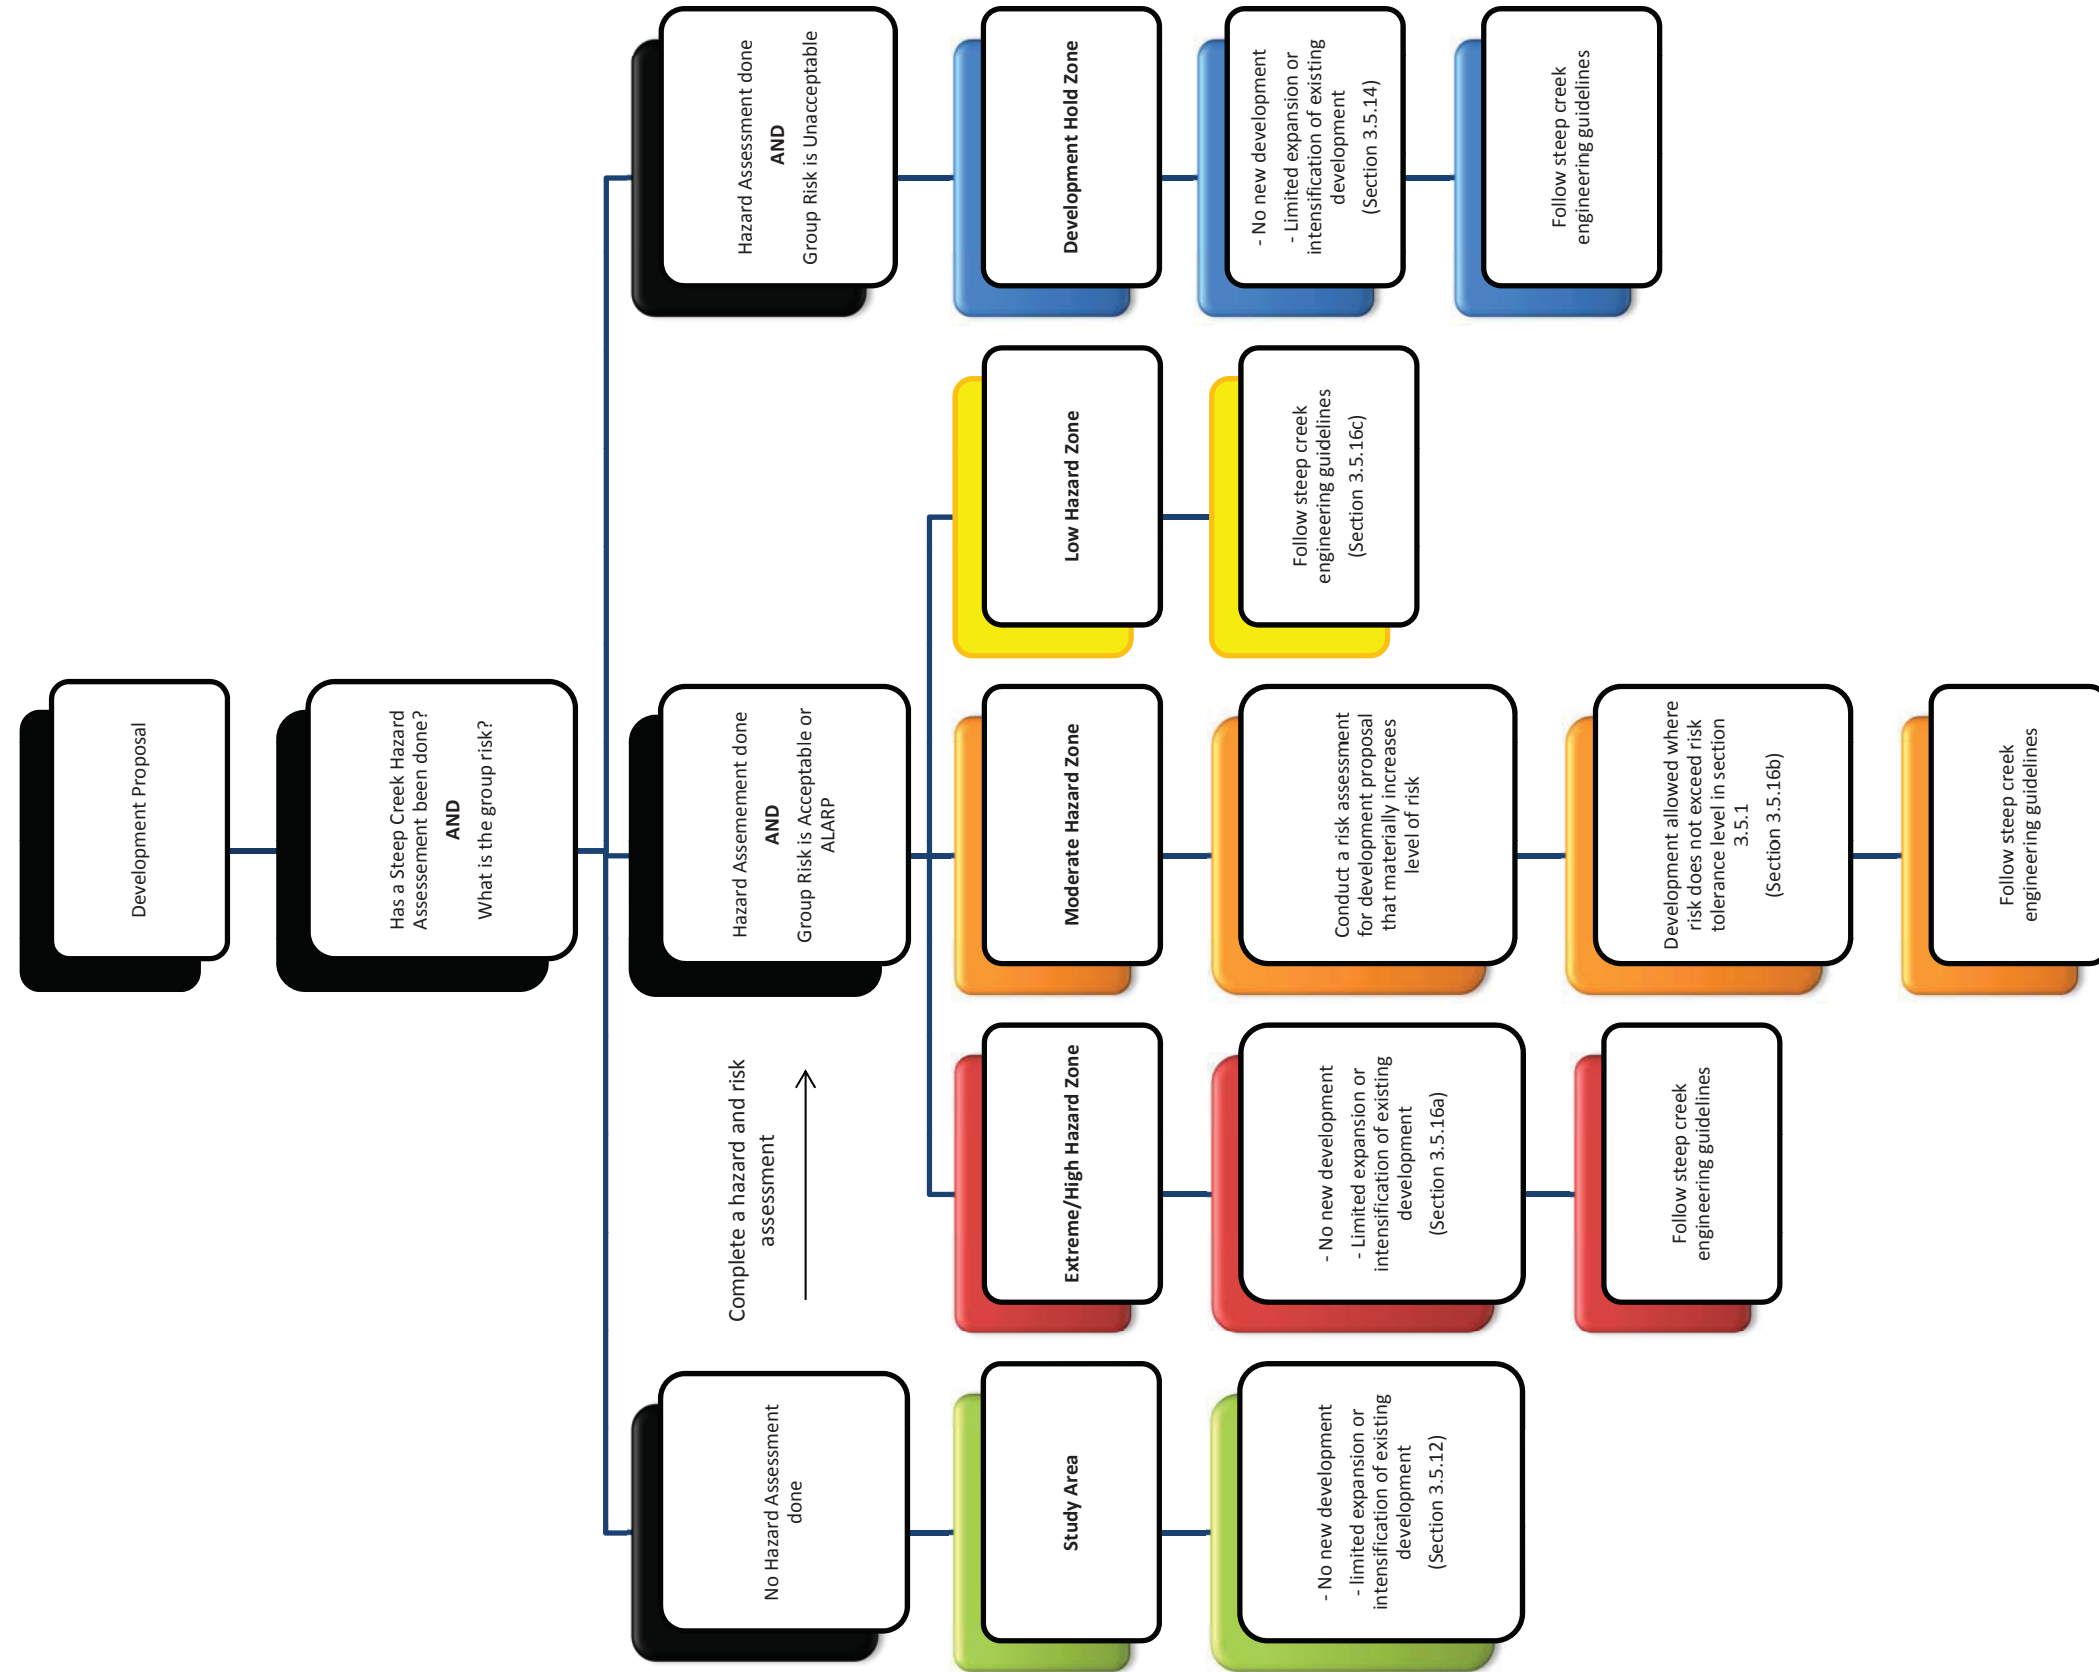 Development Proposal
Has a Steep Creek Hazard
Assessement been done?
AND
What is the group risk?
No Hazard Assessment
done
Complete a hazard and risk
assessment
Hazard Assement done
AND
Group Risk is Acceptable or
ALARP
Hazard Assessment done
AND
Group Risk is Unacceptable
Study Area
Extreme/High Hazard Zone
Moderate Hazard Zone
Low Hazard Zone
Development Hold Zone
- No new development
- limited expansion or
intensification of existing
development
(Section 3.5.12)
- No new development
- Limited expansion or
intensification of existing
development
(Section 3.5.16a)
Conduct a risk assessment
for development proposal
that materially increases
level of risk
Follow steep creek
engineering guidelines
(Section 3.5.16c)
- No new development
- Limited expansion or
intensification of existing
development
(Section 3.5.14)
Follow steep creek
engineering guidelines
Development allowed where
risk does not exceed risk
tolerance level in section
3.5.1
(Section 3.5.16b)
Follow steep creek
engineering guidelines
Follow steep creek
engineering guidelines